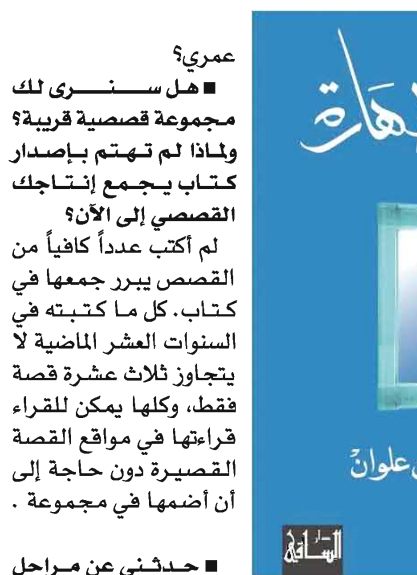 عمري؟
■ هل سنرى لك
مجموعة قصصية قريبة؟
ولماذا لم تهتم بإصدار
كتاب يجمع إنتاجك
القصصي إلى الآن؟
لم أكتب عدداً كافياً من
القصص يبرر جمعها في
كتاب. كل ما كتبته في
السنوات العشر الماضية لا
يتجاوز ثلاث عشرة قصة
فقط، وكلها يمكن للقراء
قراءتها في مواقع القصة
القصيرة دون حاجة إلى
أن أضمها في مجموعة .
■ حدثني عن مراحل
علوانْ
دار
الساقي